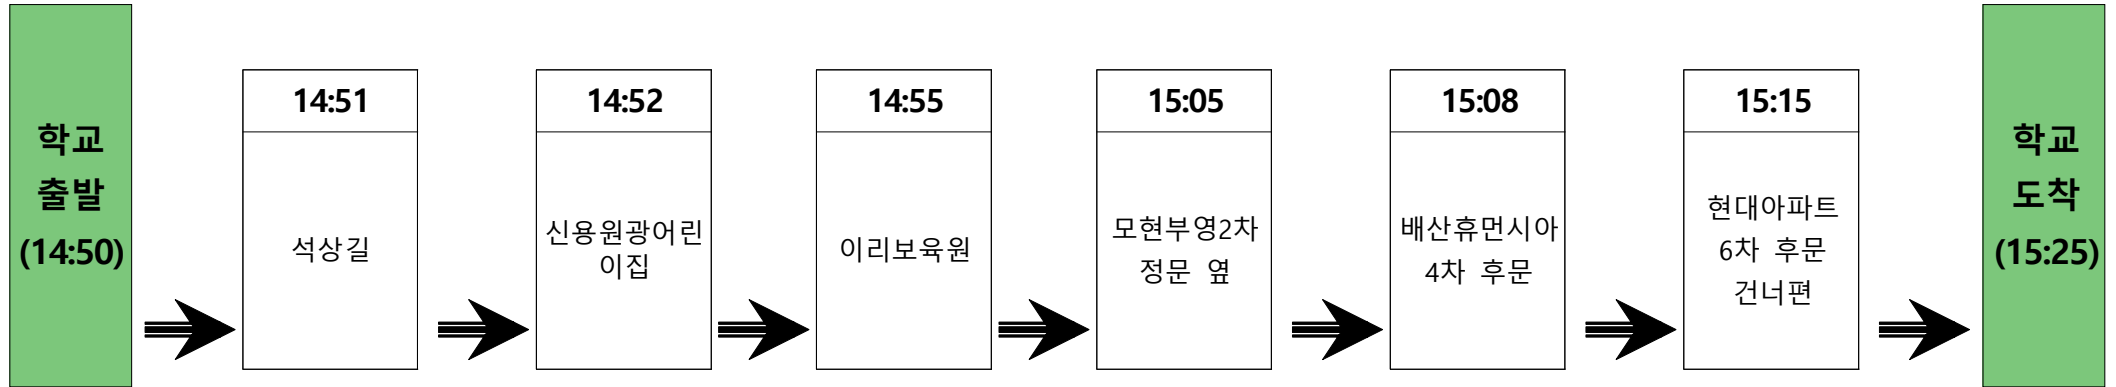 학교
출발
(14:50)
14:51
석상길
14:52
신용원광어린
이집
14:55
이리보육원
15:05
모현부영2차
정문 옆
15:08
배산휴먼시아
4차 후문
15:15
현대아파트
6차 후문
건너편
학교
도착
(15:25)